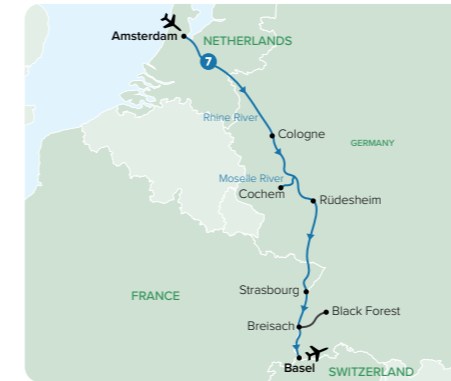 Amsterdam
NETHERLANDS
7
Rhine River
Cologne
GERMANY
Moselle River
Cochem
Rüdesheim
Strasbourg
FRANCE
Black Forest
Breisach
Basel
SWITZERLAND